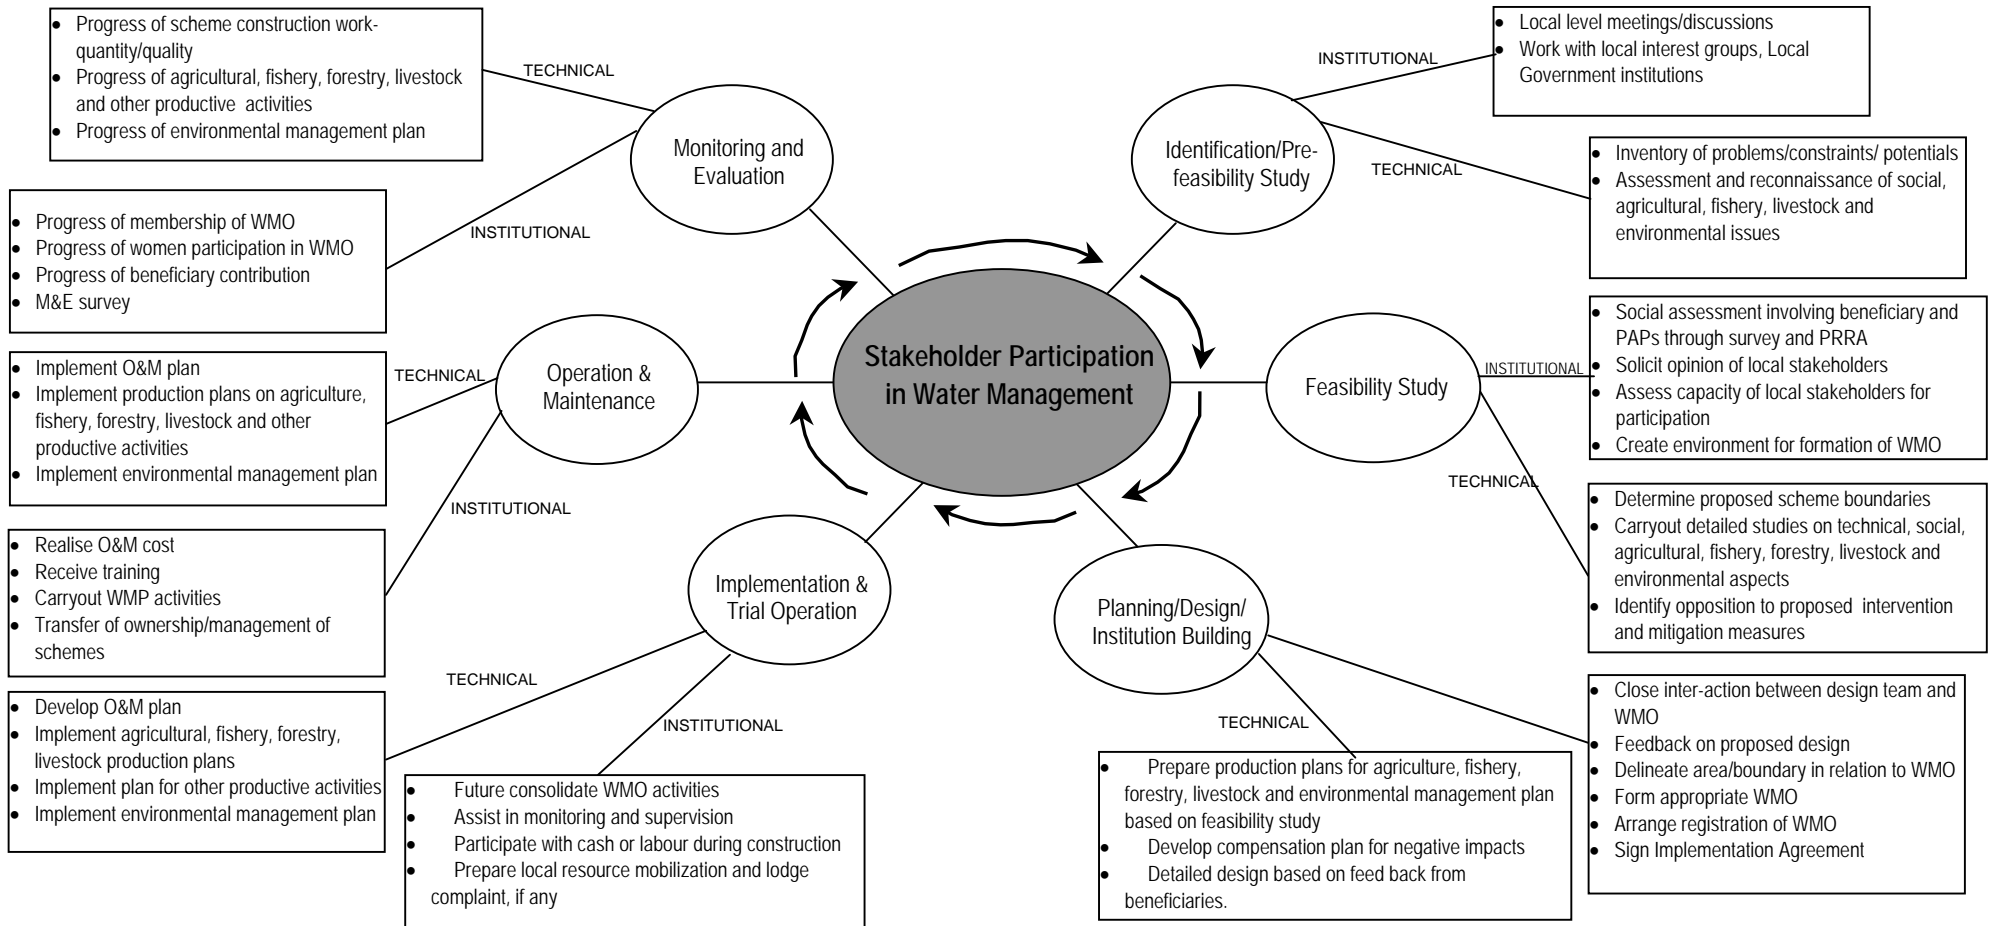 • Progress of scheme construction work-
quantity/quality
• Progress of agricultural, fishery, forestry, livestock
and other productive activities
• Progress of environmental management plan
TECHNICAL
Monitoring and
Evaluation
INSTITUTIONAL
• Progress of membership of WMO
• Progress of women participation in WMO
• Progress of beneficiary contribution
• M&E survey
INSTITUTIONAL
• Local level meetings/discussions
• Work with local interest groups, Local
Government institutions
Identification/Pre-
feasibility Study
TECHNICAL
• Inventory of problems/constraints/ potentials
• Assessment and reconnaissance of social,
agricultural, fishery, livestock and
environmental issues
Stakeholder Participation
in Water Management
Feasibility Study
INSTITUTIONAL
• Social assessment involving beneficiary and
PAPs through survey and PRRA
• Solicit opinion of local stakeholders
• Assess capacity of local stakeholders for
participation
• Create environment for formation of WMO
TECHNICAL
• Determine proposed scheme boundaries
• Carryout detailed studies on technical, social,
agricultural, fishery, forestry, livestock and
environmental aspects
• Identify opposition to proposed intervention
and mitigation measures
• Implement O&M plan
• Implement production plans on agriculture,
fishery, forestry, livestock and other
productive activities
• Implement environmental management plan
TECHNICAL
Operation &
Maintenance
INSTITUTIONAL
• Realise O&M cost
• Receive training
• Carryout WMP activities
• Transfer of ownership/management of
schemes
Implementation &
Trial Operation
TECHNICAL
• Develop O&M plan
• Implement agricultural, fishery, forestry,
livestock production plans
• Implement plan for other productive activities
• Implement environmental management plan
INSTITUTIONAL
• Future consolidate WMO activities
• Assist in monitoring and supervision
• Participate with cash or labour during construction
• Prepare local resource mobilization and lodge
complaint, if any
Planning/Design/
Institution Building
TECHNICAL
• Prepare production plans for agriculture, fishery,
forestry, livestock and environmental management plan
based on feasibility study
• Develop compensation plan for negative impacts
• Detailed design based on feed back from
beneficiaries.
• Close inter-action between design team and
WMO
• Feedback on proposed design
• Delineate area/boundary in relation to WMO
• Form appropriate WMO
• Arrange registration of WMO
• Sign Implementation Agreement